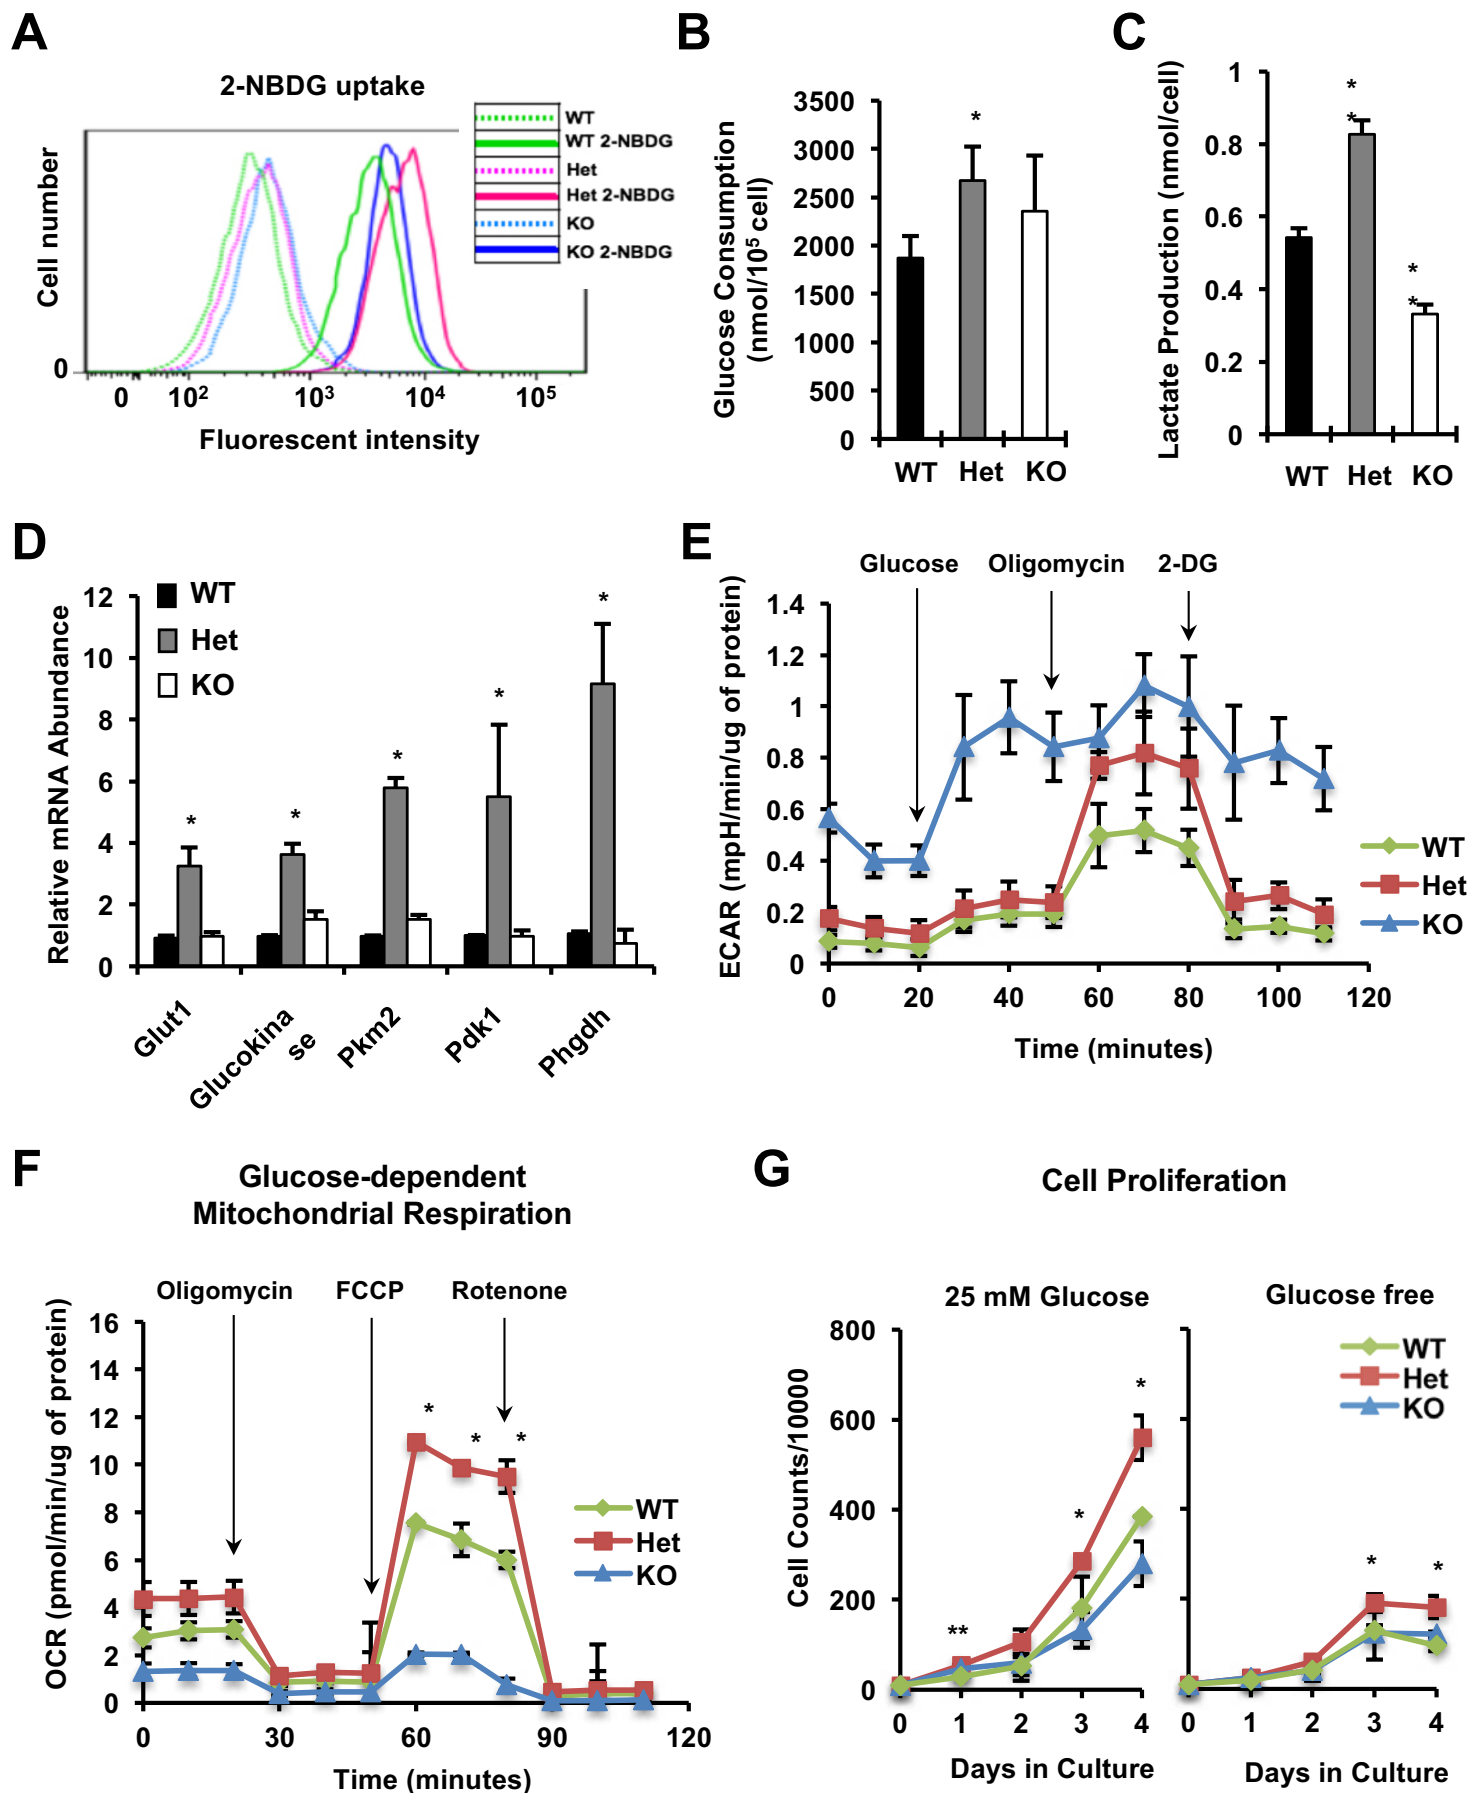 A
2-NBDG uptake
Cell number
0
0 10² 10³ 10⁴ 10⁵
Fluorescent intensity
WT
WT 2-NBDG
Het
Het 2-NBDG
KO
KO 2-NBDG
B
Glucose Consumption
(nmol/10⁵ cell)
3500
3000
2500
2000
1500
1000
500
0
*
WT Het KO
C
Lactate Production (nmol/cell)
1
0.8
0.6
0.4
0.2
0
*
*
*
*
WT Het KO
D
Relative mRNA Abundance
12
10
8
6
4
2
0
WT
Het
KO
*
*
*
*
*
Glut1
Glucokina
se
Pkm2
Pdk1
Phgdh
E
Glucose Oligomycin 2-DG
ECAR (mpH/min/ug of protein)
1.4
1.2
1
0.8
0.6
0.4
0.2
0
0 20 40 60 80 100 120
Time (minutes)
WT
Het
KO
F
Glucose-dependent
Mitochondrial Respiration
Oligomycin FCCP Rotenone
OCR (pmol/min/ug of protein)
16
14
12
10
8
6
4
2
0
*
*
*
0 30 60 90 120
Time (minutes)
WT
Het
KO
G
Cell Proliferation
25 mM Glucose
Cell Counts/10000
800
600
400
200
0
**
*
*
0 1 2 3 4
Days in Culture
Glucose free
WT
Het
KO
*
*
0 1 2 3 4
Days in Culture